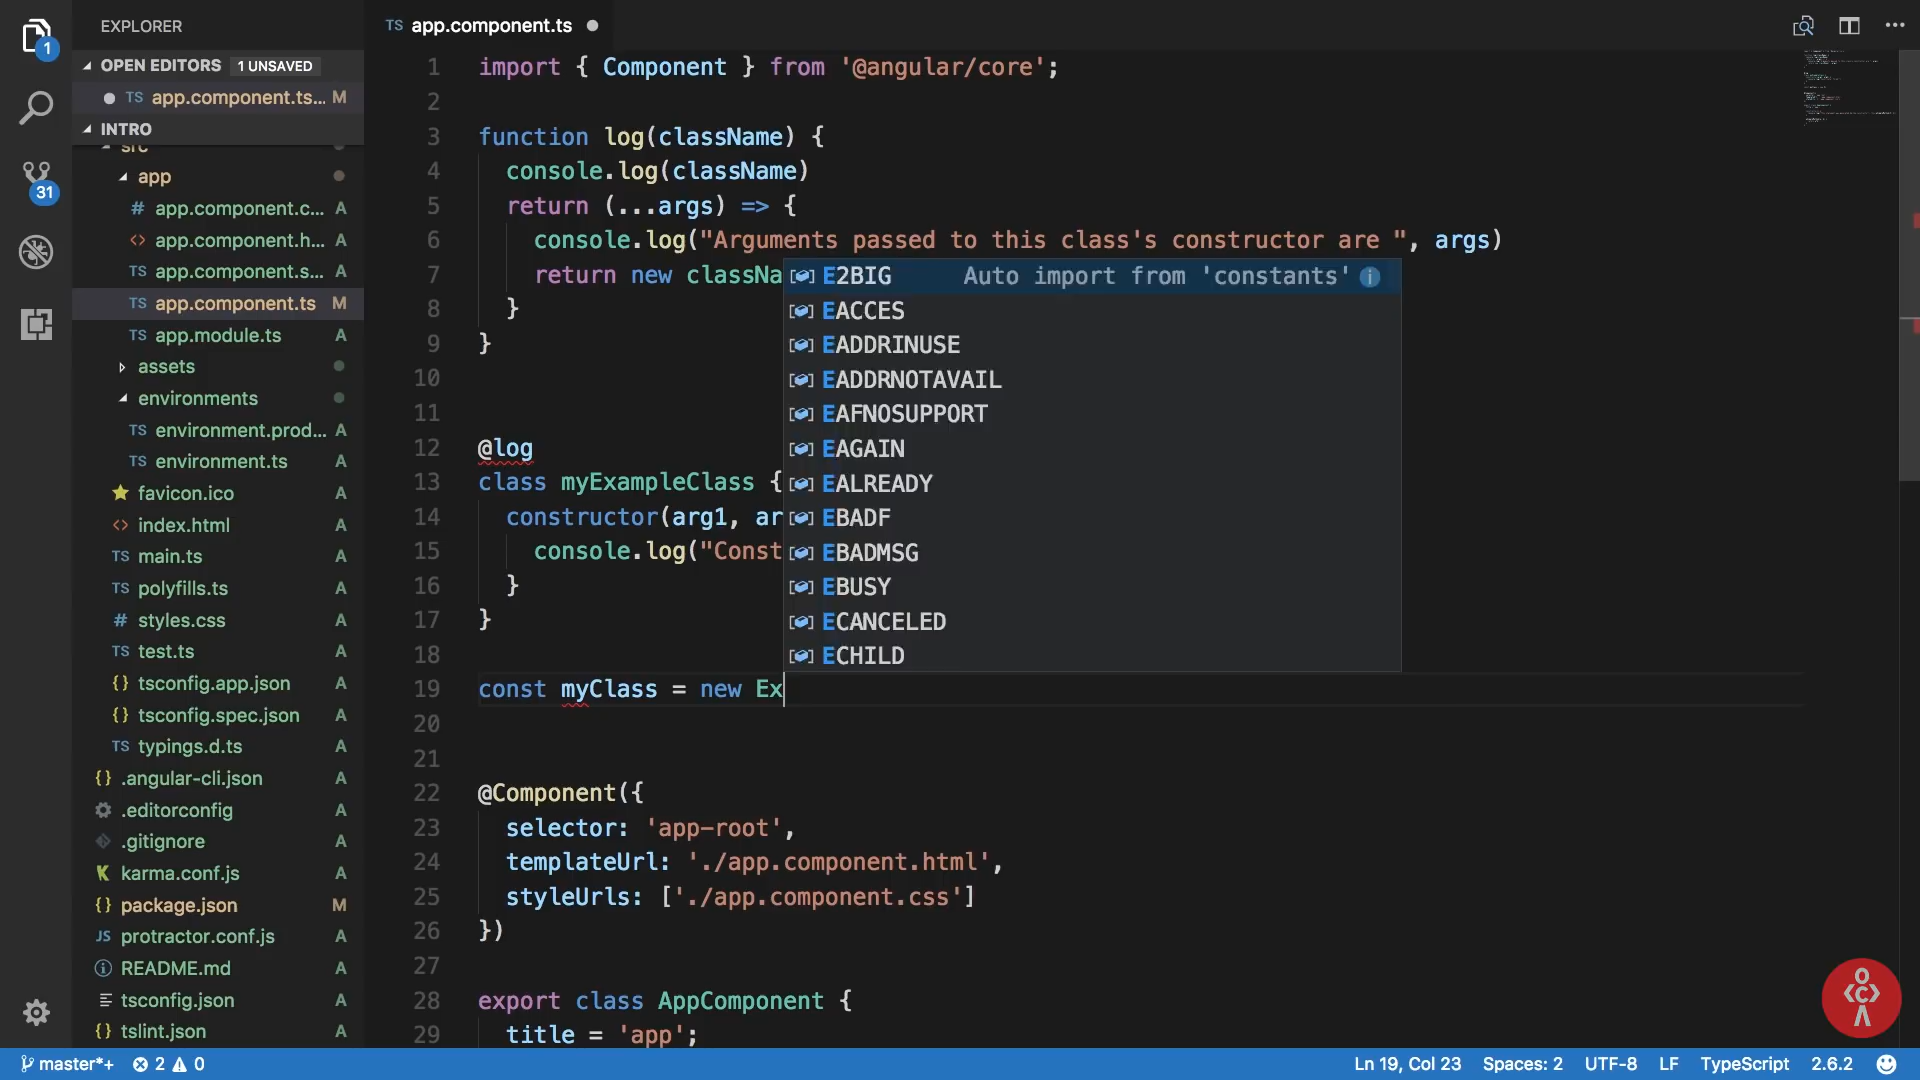 EXPLORER
OPEN EDITORS 1 UNSAVED
TS app.component.ts... M
INTRO
src
app
# app.component.c... A
<> app.component.h... A
TS app.component.s... A
TS app.component.ts M
TS app.module.ts A
assets
environments
TS environment.prod... A
TS environment.ts A
favicon.ico A
<> index.html A
TS main.ts A
TS polyfills.ts A
# styles.css A
TS test.ts A
{} tsconfig.app.json A
{} tsconfig.spec.json A
TS typings.d.ts A
{} .angular-cli.json A
.editorconfig A
.gitignore A
K karma.conf.js A
{} package.json M
JS protractor.conf.js A
README.md A
tsconfig.json A
{} tslint.json A
1
31
TS app.component.ts
1 import { Component } from '@angular/core';
2
3 function log(className) {
4 console.log(className)
5 return (...args) => {
6 console.log("Arguments passed to this class's constructor are ", args)
7 return new classNa
8 }
9 }
10
11
12 @log
13 class myExampleClass {
14 constructor(arg1, ar
15 console.log("Const
16 }
17 }
18
19 const myClass = new Ex
20
21
22 @Component({
23 selector: 'app-root',
24 templateUrl: './app.component.html',
25 styleUrls: ['./app.component.css']
26 })
27
28 export class AppComponent {
29 title = 'app';
E2BIG Auto import from 'constants'
EACCES
EADDRINUSE
EADDRNOTAVAIL
EAFNOSUPPORT
EAGAIN
EALREADY
EBADF
EBADMSG
EBUSY
ECANCELED
ECHILD
master*+ 2 0 Ln 19, Col 23 Spaces: 2 UTF-8 LF TypeScript 2.6.2